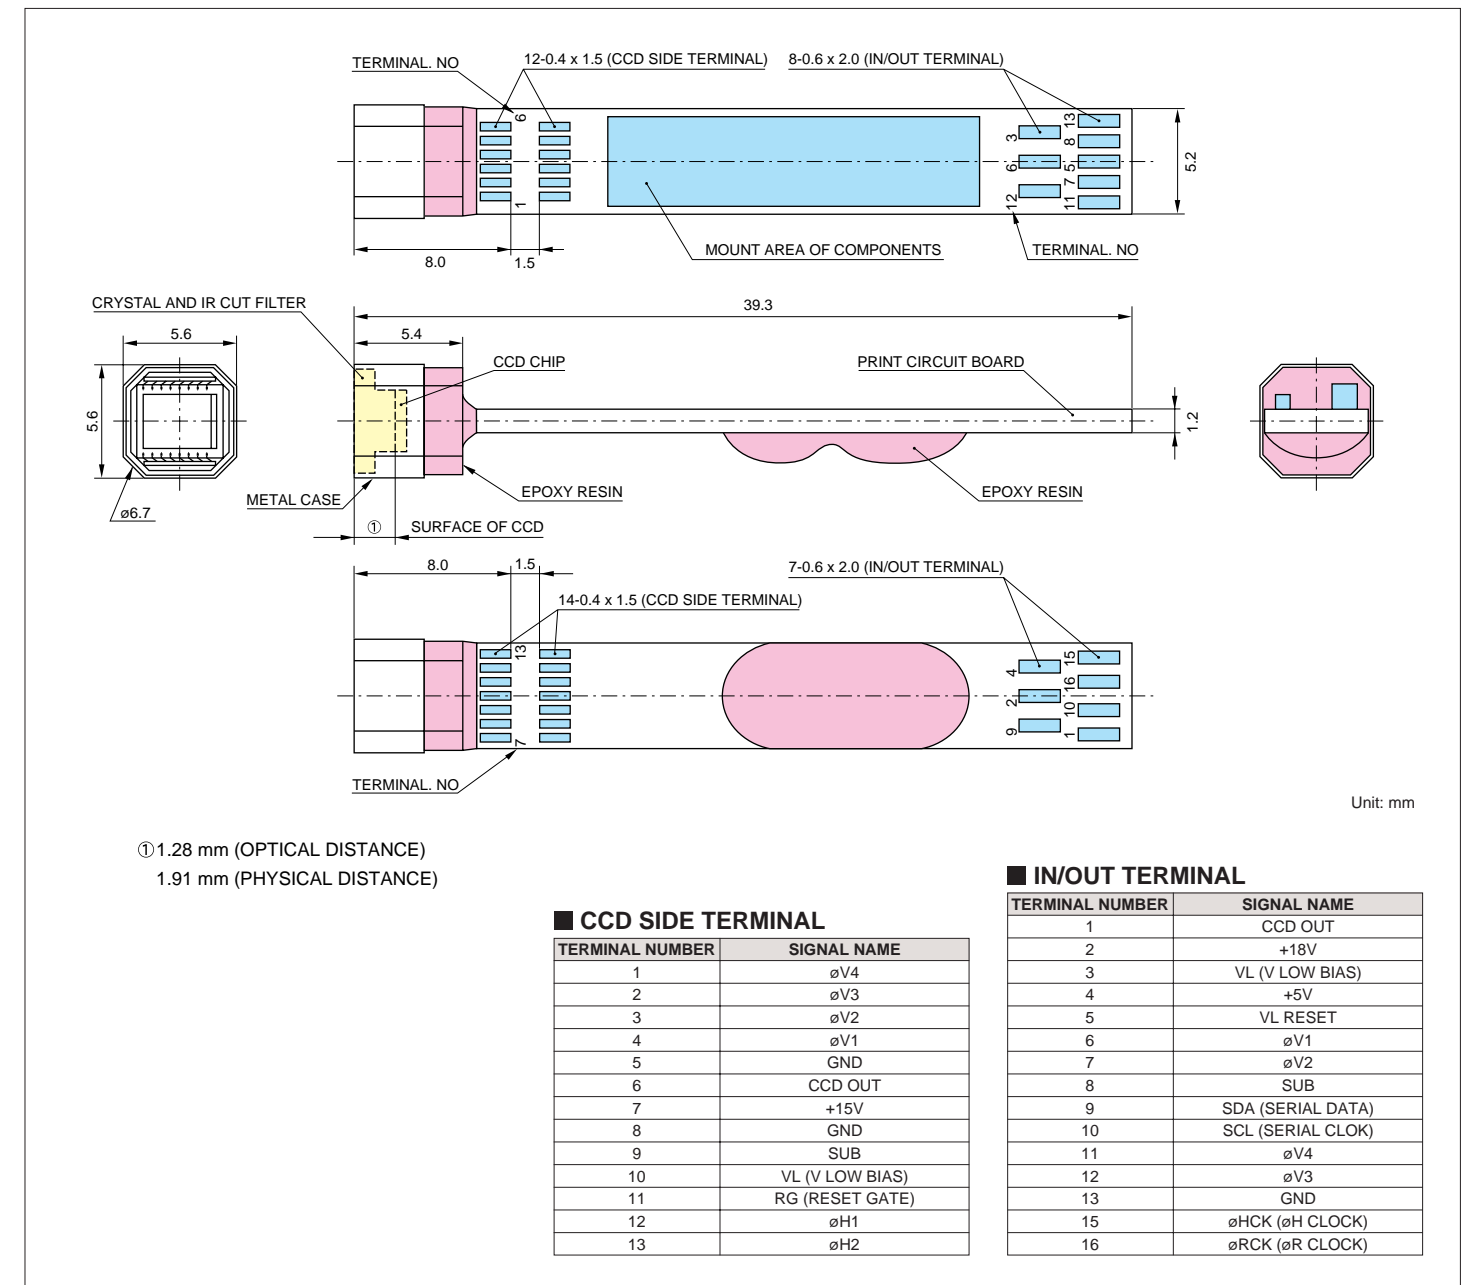 TERMINAL. NO
12-0.4 x 1.5 (CCD SIDE TERMINAL)
8-0.6 x 2.0 (IN/OUT TERMINAL)
6
1
3
6
12
13
8
5
7
11
5.2
8.0
1.5
MOUNT AREA OF COMPONENTS
TERMINAL. NO
CRYSTAL AND IR CUT FILTER
39.3
5.6
5.4
CCD CHIP
PRINT CIRCUIT BOARD
5.6
1.2
ø6.7
METAL CASE
EPOXY RESIN
EPOXY RESIN
① SURFACE OF CCD
8.0
1.5
7-0.6 x 2.0 (IN/OUT TERMINAL)
14-0.4 x 1.5 (CCD SIDE TERMINAL)
13
7
4
2
9
15
16
10
1
TERMINAL. NO
Unit: mm
①1.28 mm (OPTICAL DISTANCE)
1.91 mm (PHYSICAL DISTANCE)
■ CCD SIDE TERMINAL
TERMINAL NUMBER SIGNAL NAME
1 øV4
2 øV3
3 øV2
4 øV1
5 GND
6 CCD OUT
7 +15V
8 GND
9 SUB
10 VL (V LOW BIAS)
11 RG (RESET GATE)
12 øH1
13 øH2
■ IN/OUT TERMINAL
TERMINAL NUMBER SIGNAL NAME
1 CCD OUT
2 +18V
3 VL (V LOW BIAS)
4 +5V
5 VL RESET
6 øV1
7 øV2
8 SUB
9 SDA (SERIAL DATA)
10 SCL (SERIAL CLOK)
11 øV4
12 øV3
13 GND
15 øHCK (øH CLOCK)
16 øRCK (øR CLOCK)